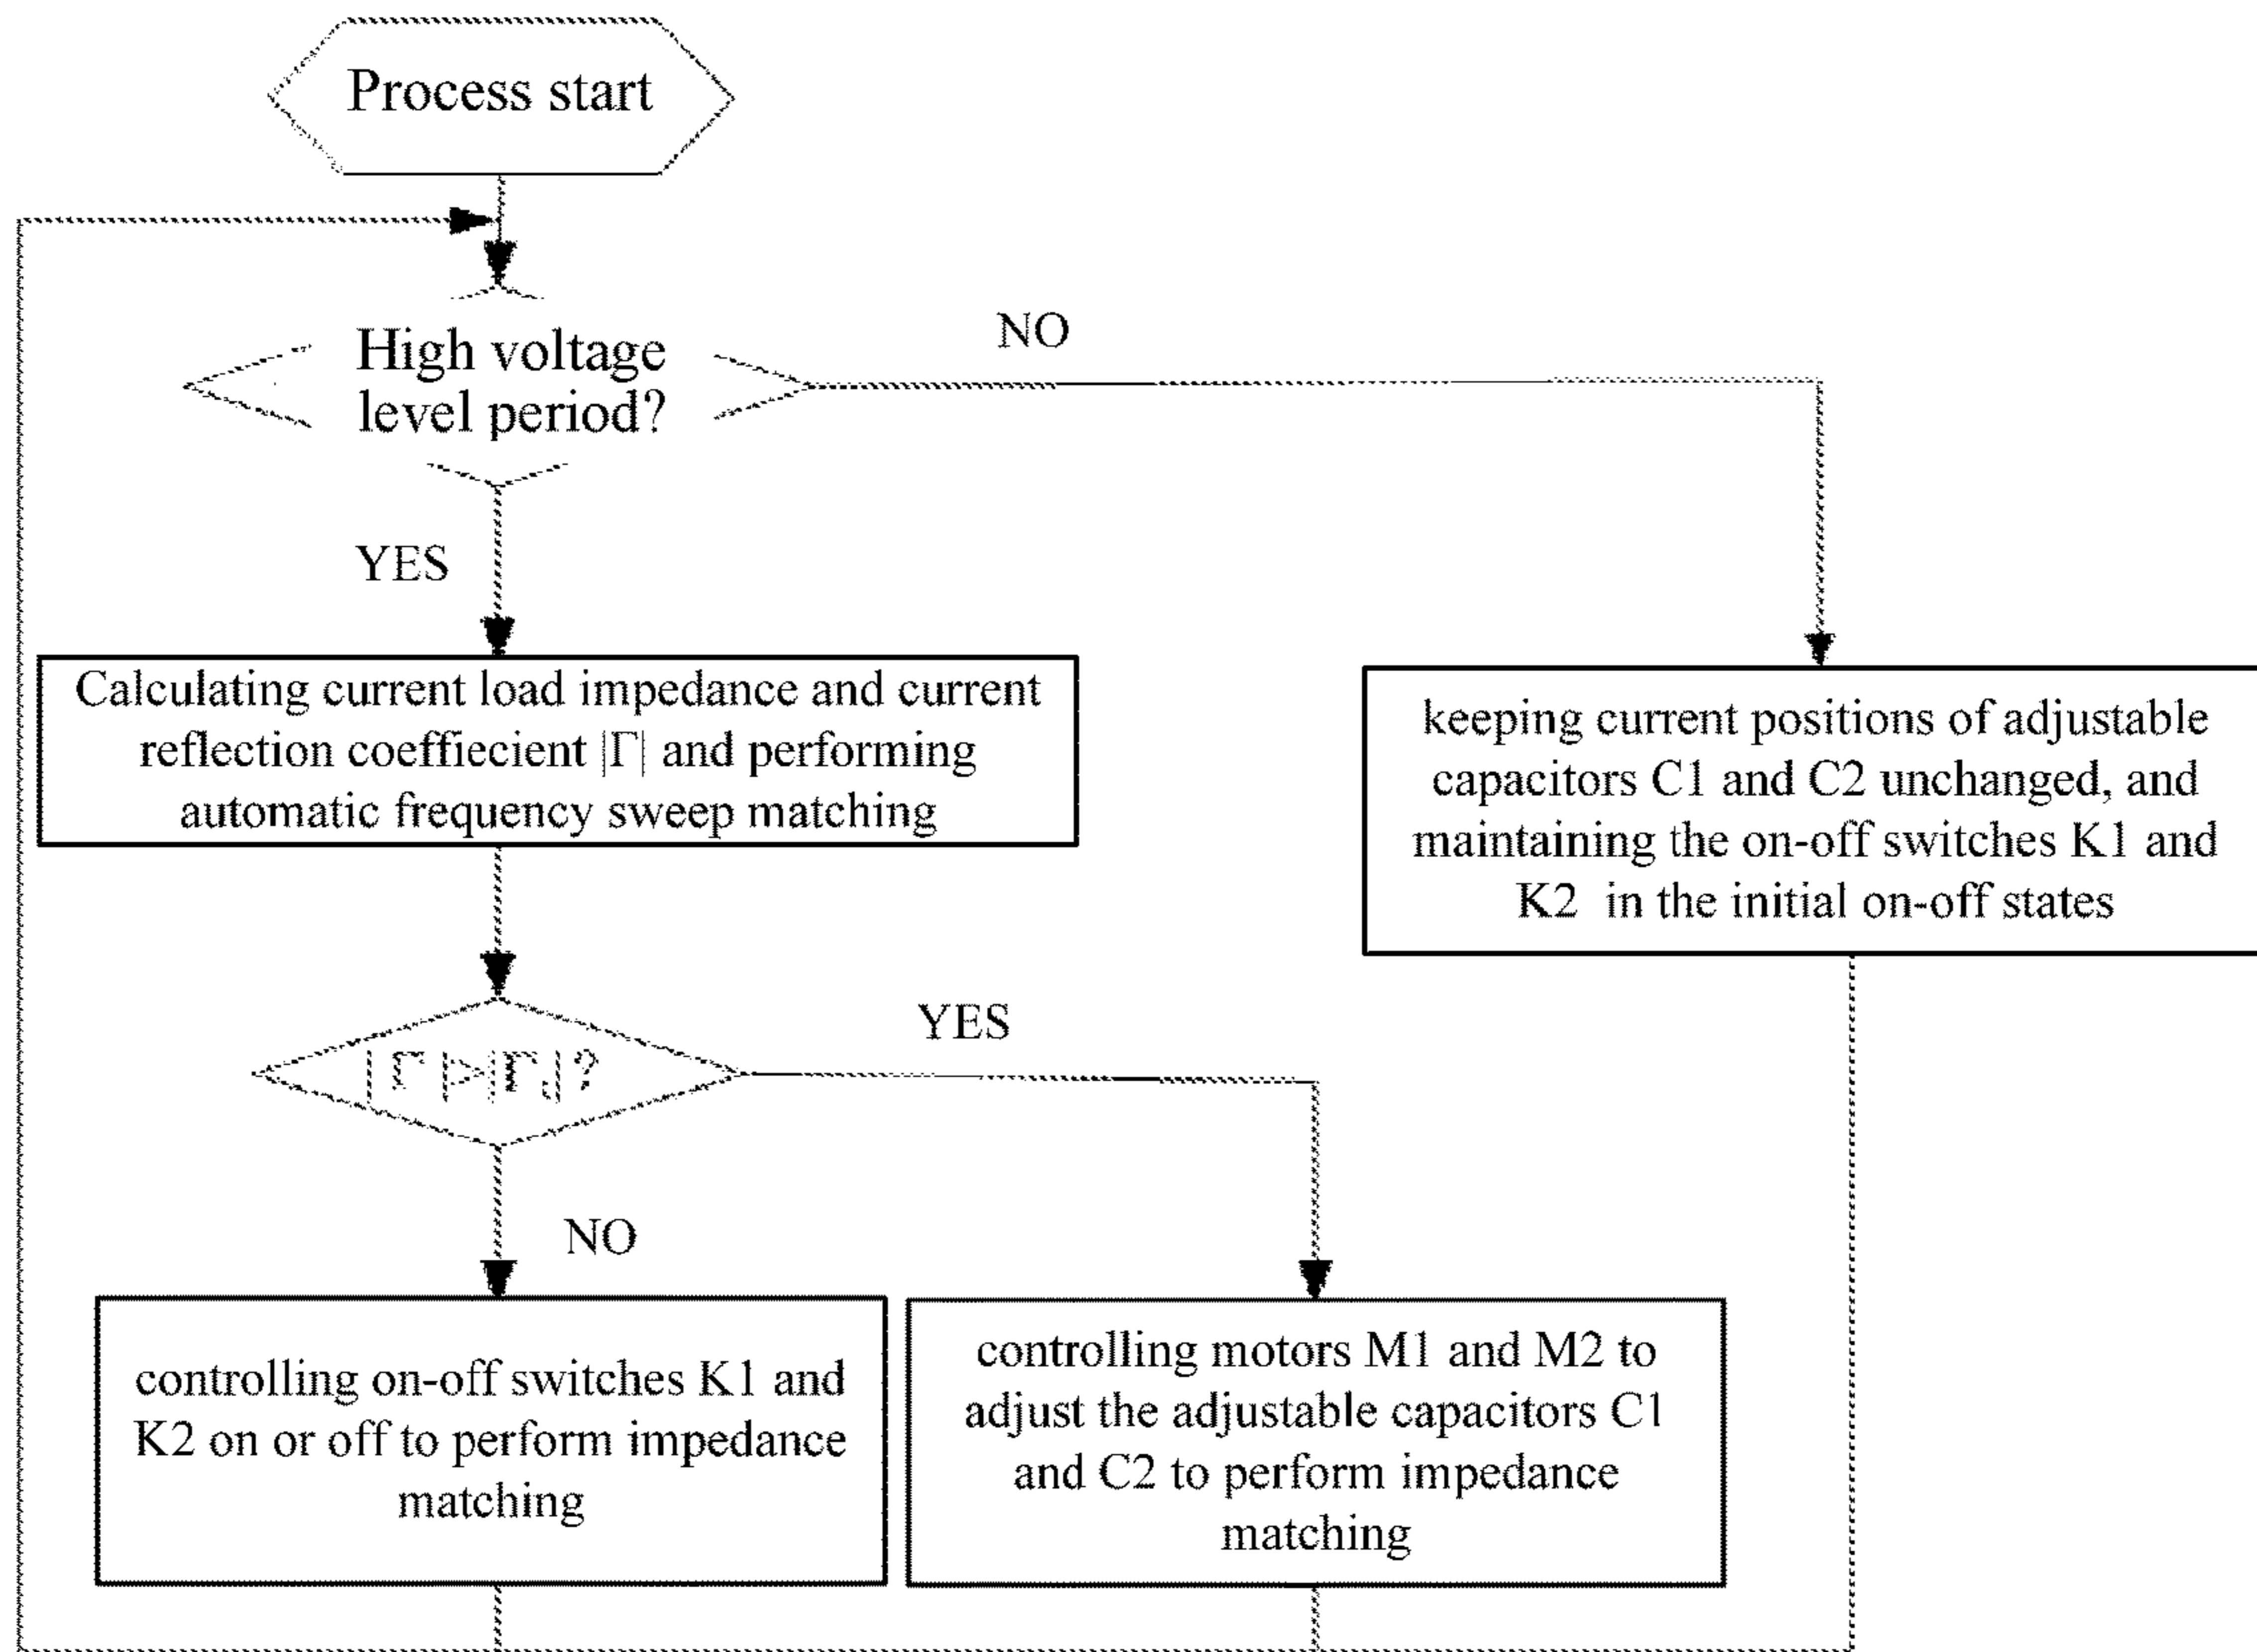 Process start
High voltage
level period?
NO
YES
Calculating current load impedance and current
reflection coeffiecient |Γ| and performing
automatic frequency sweep matching
keeping current positions of adjustable
capacitors C1 and C2 unchanged, and
maintaining the on-off switches K1 and
K2 in the initial on-off states
YES
|Γ|>|Γ
|?
NO
controlling on-off switches K1 and
K2 on or off to perform impedance
matching
controlling motors M1 and M2 to
adjust the adjustable capacitors C1
and C2 to perform impedance
matching